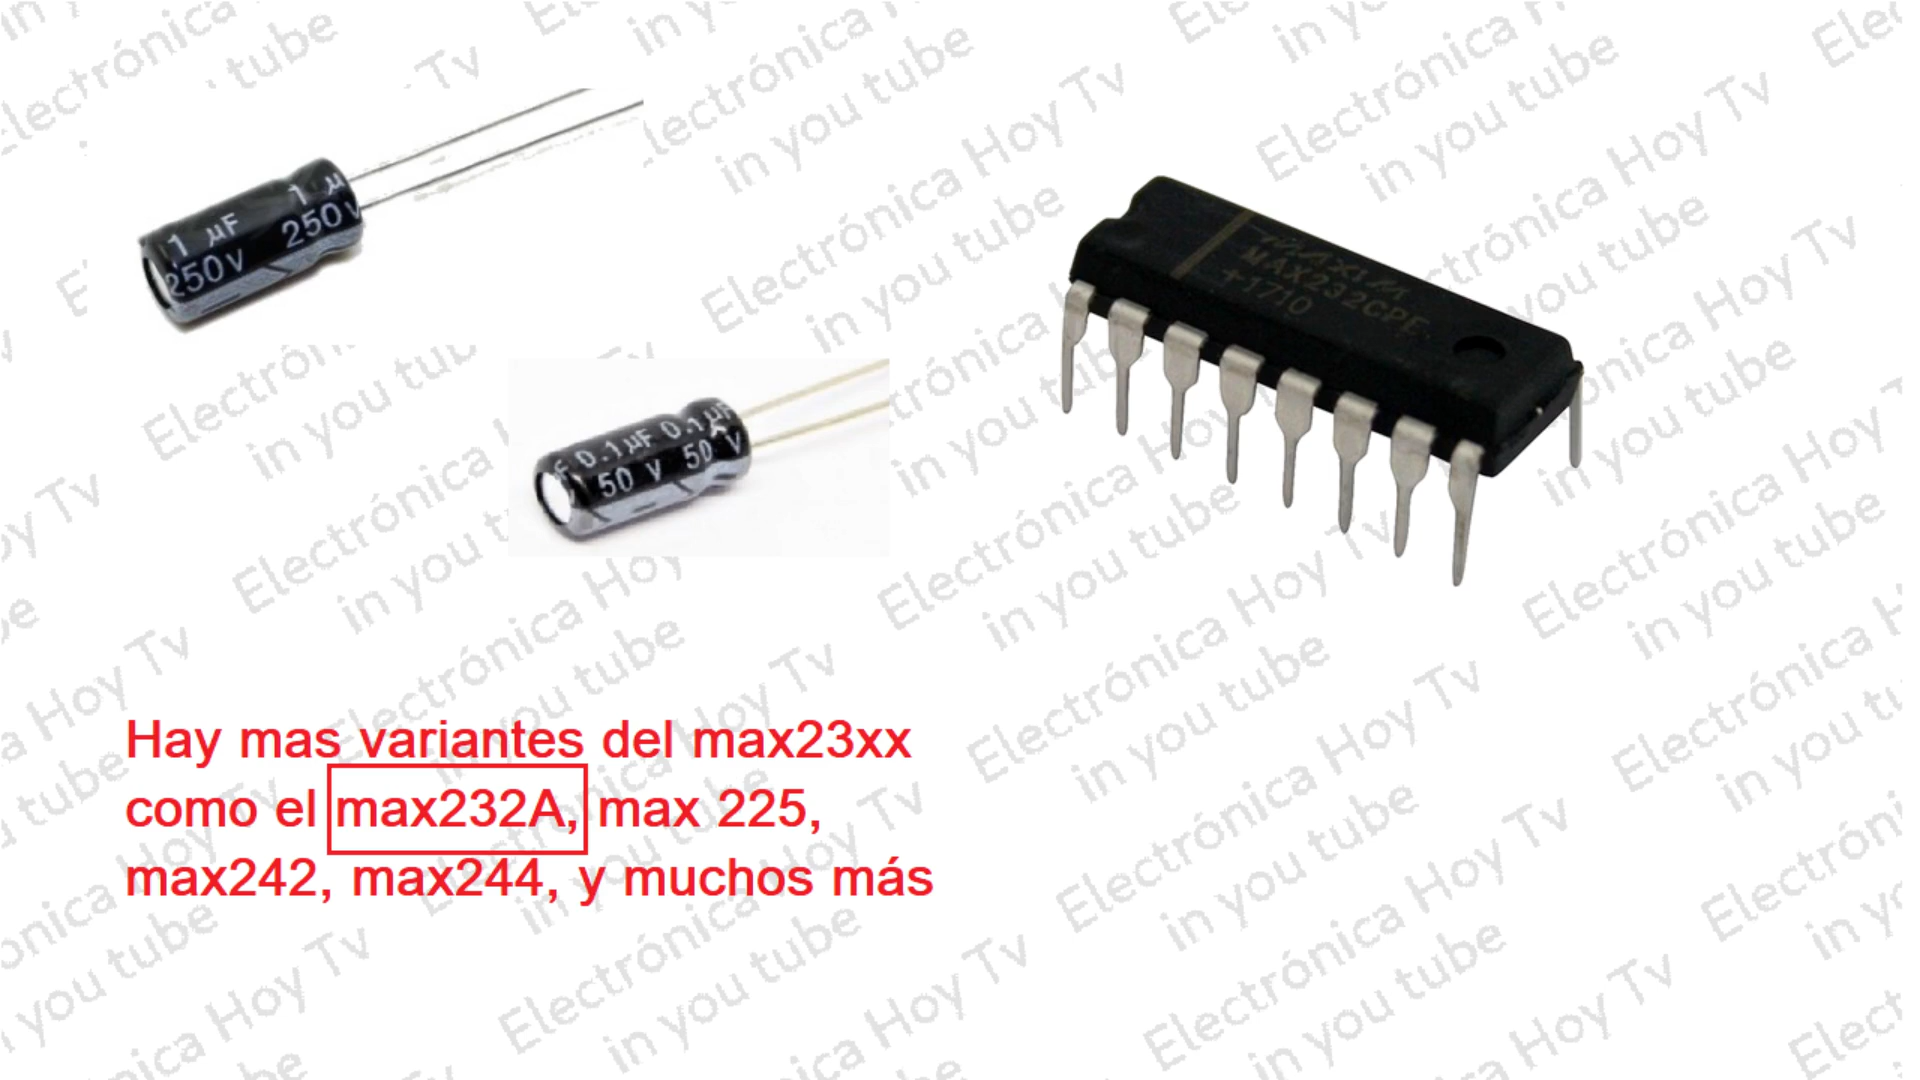 1 µF 1 µ
250V 250V
F 0.1µF 0.1µF
50 V 50 V
MAXIM
MAX232CPE
+1710
Hay mas variantes del max23xx
como el max232A, max 225,
max242, max244, y muchos más
Electrónica Hoy Tv
in you tube